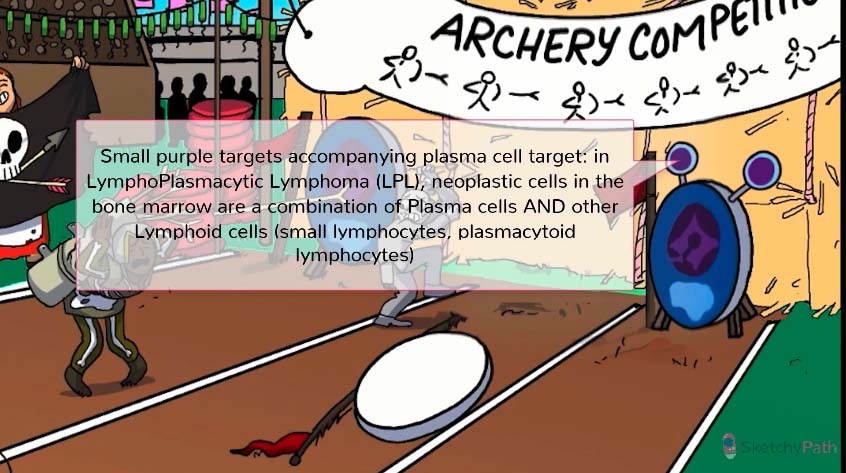 ARCHERY COMPETITIO
Small purple targets accompanying plasma cell target: in
LymphoPlasmacytic Lymphoma (LPL), neoplastic cells in the
bone marrow are a combination of Plasma cells AND other
Lymphoid cells (small lymphocytes, plasmacytoid
lymphocytes)
SketchyPath